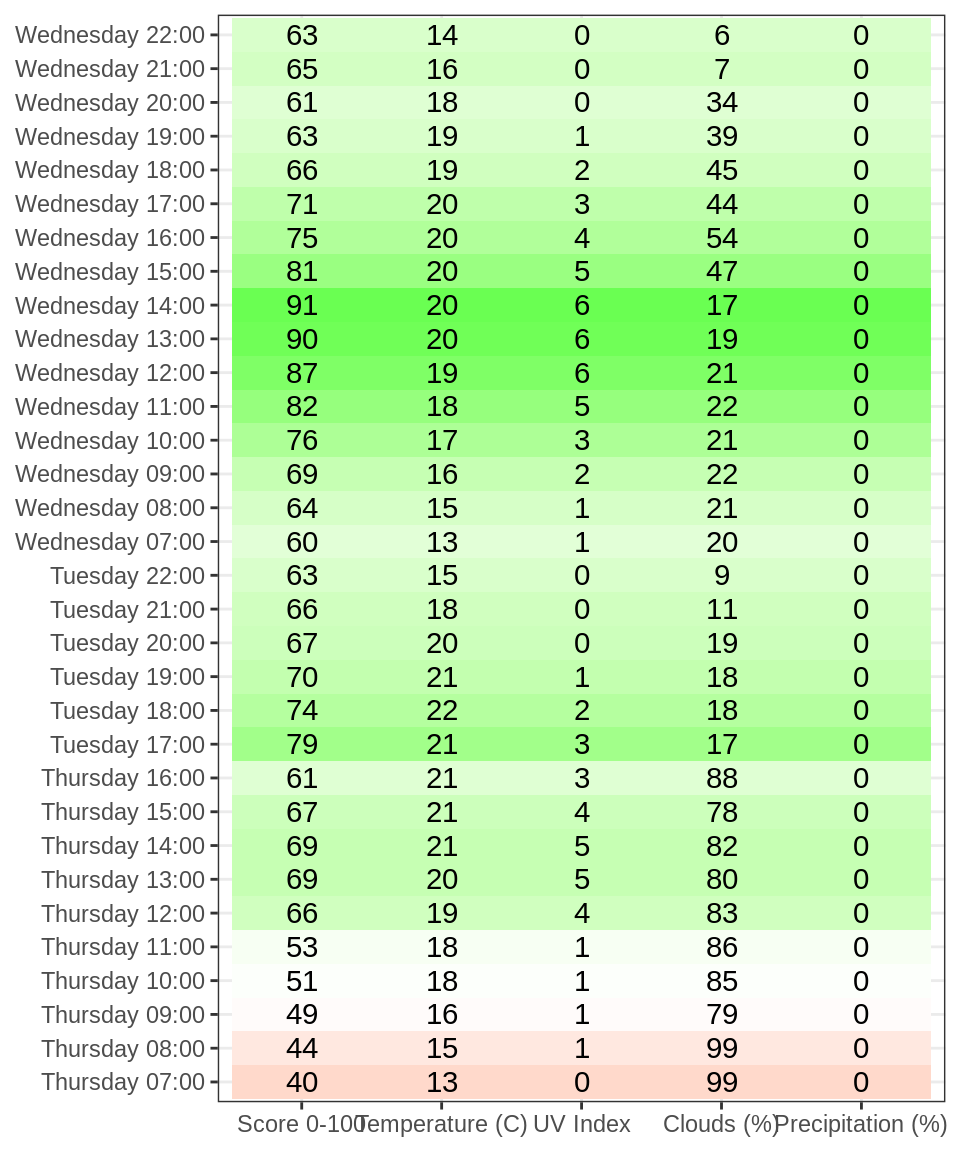 Wednesday 22:00 63 14 0 6 0
Wednesday 21:00 65 16 0 7 0
Wednesday 20:00 61 18 0 34 0
Wednesday 19:00 63 19 1 39 0
Wednesday 18:00 66 19 2 45 0
Wednesday 17:00 71 20 3 44 0
Wednesday 16:00 75 20 4 54 0
Wednesday 15:00 81 20 5 47 0
Wednesday 14:00 91 20 6 17 0
Wednesday 13:00 90 20 6 19 0
Wednesday 12:00 87 19 6 21 0
Wednesday 11:00 82 18 5 22 0
Wednesday 10:00 76 17 3 21 0
Wednesday 09:00 69 16 2 22 0
Wednesday 08:00 64 15 1 21 0
Wednesday 07:00 60 13 1 20 0
Tuesday 22:00 63 15 0 9 0
Tuesday 21:00 66 18 0 11 0
Tuesday 20:00 67 20 0 19 0
Tuesday 19:00 70 21 1 18 0
Tuesday 18:00 74 22 2 18 0
Tuesday 17:00 79 21 3 17 0
Thursday 16:00 61 21 3 88 0
Thursday 15:00 67 21 4 78 0
Thursday 14:00 69 21 5 82 0
Thursday 13:00 69 20 5 80 0
Thursday 12:00 66 19 4 83 0
Thursday 11:00 53 18 1 86 0
Thursday 10:00 51 18 1 85 0
Thursday 09:00 49 16 1 79 0
Thursday 08:00 44 15 1 99 0
Thursday 07:00 40 13 0 99 0
Score 0-100 Temperature (C) UV Index Clouds (%) Precipitation (%)